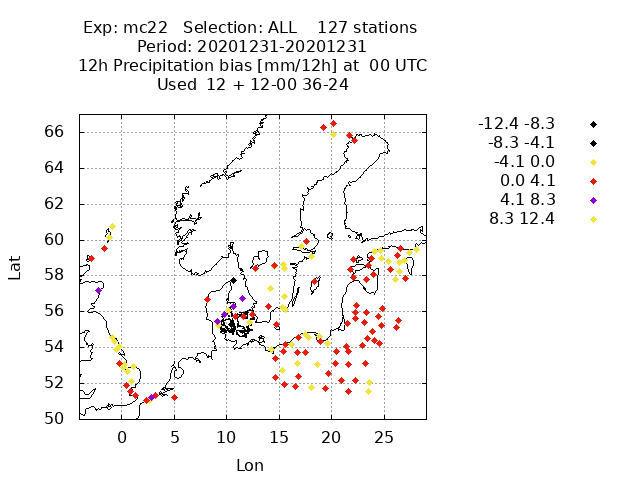 Exp: mc22 Selection: ALL 127 stations
Period: 20201231-20201231
12h Precipitation bias [mm/12h] at 00 UTC
Used 12 + 12-00 36-24
-12.4 -8.3
-8.3 -4.1
-4.1 0.0
0.0 4.1
4.1 8.3
8.3 12.4
66
64
62
60
58
56
54
52
50
Lat
0 5 10 15 20 25
Lon